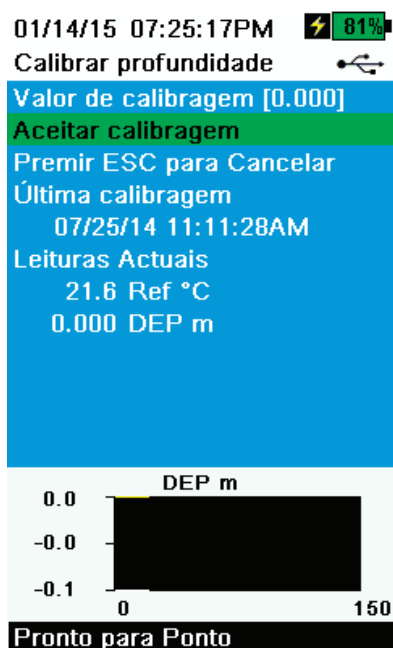 01/14/15 07:25:17PM 81%
Calibrar profundidade
Valor de calibragem [0.000]
Aceitar calibragem
Premir ESC para Cancelar
Última calibragem
07/25/14 11:11:28AM
Leituras Actuais
21.6 Ref °C
0.000 DEP m
DEP m
0.0
-0.0
-0.1
0 150
Pronto para Ponto